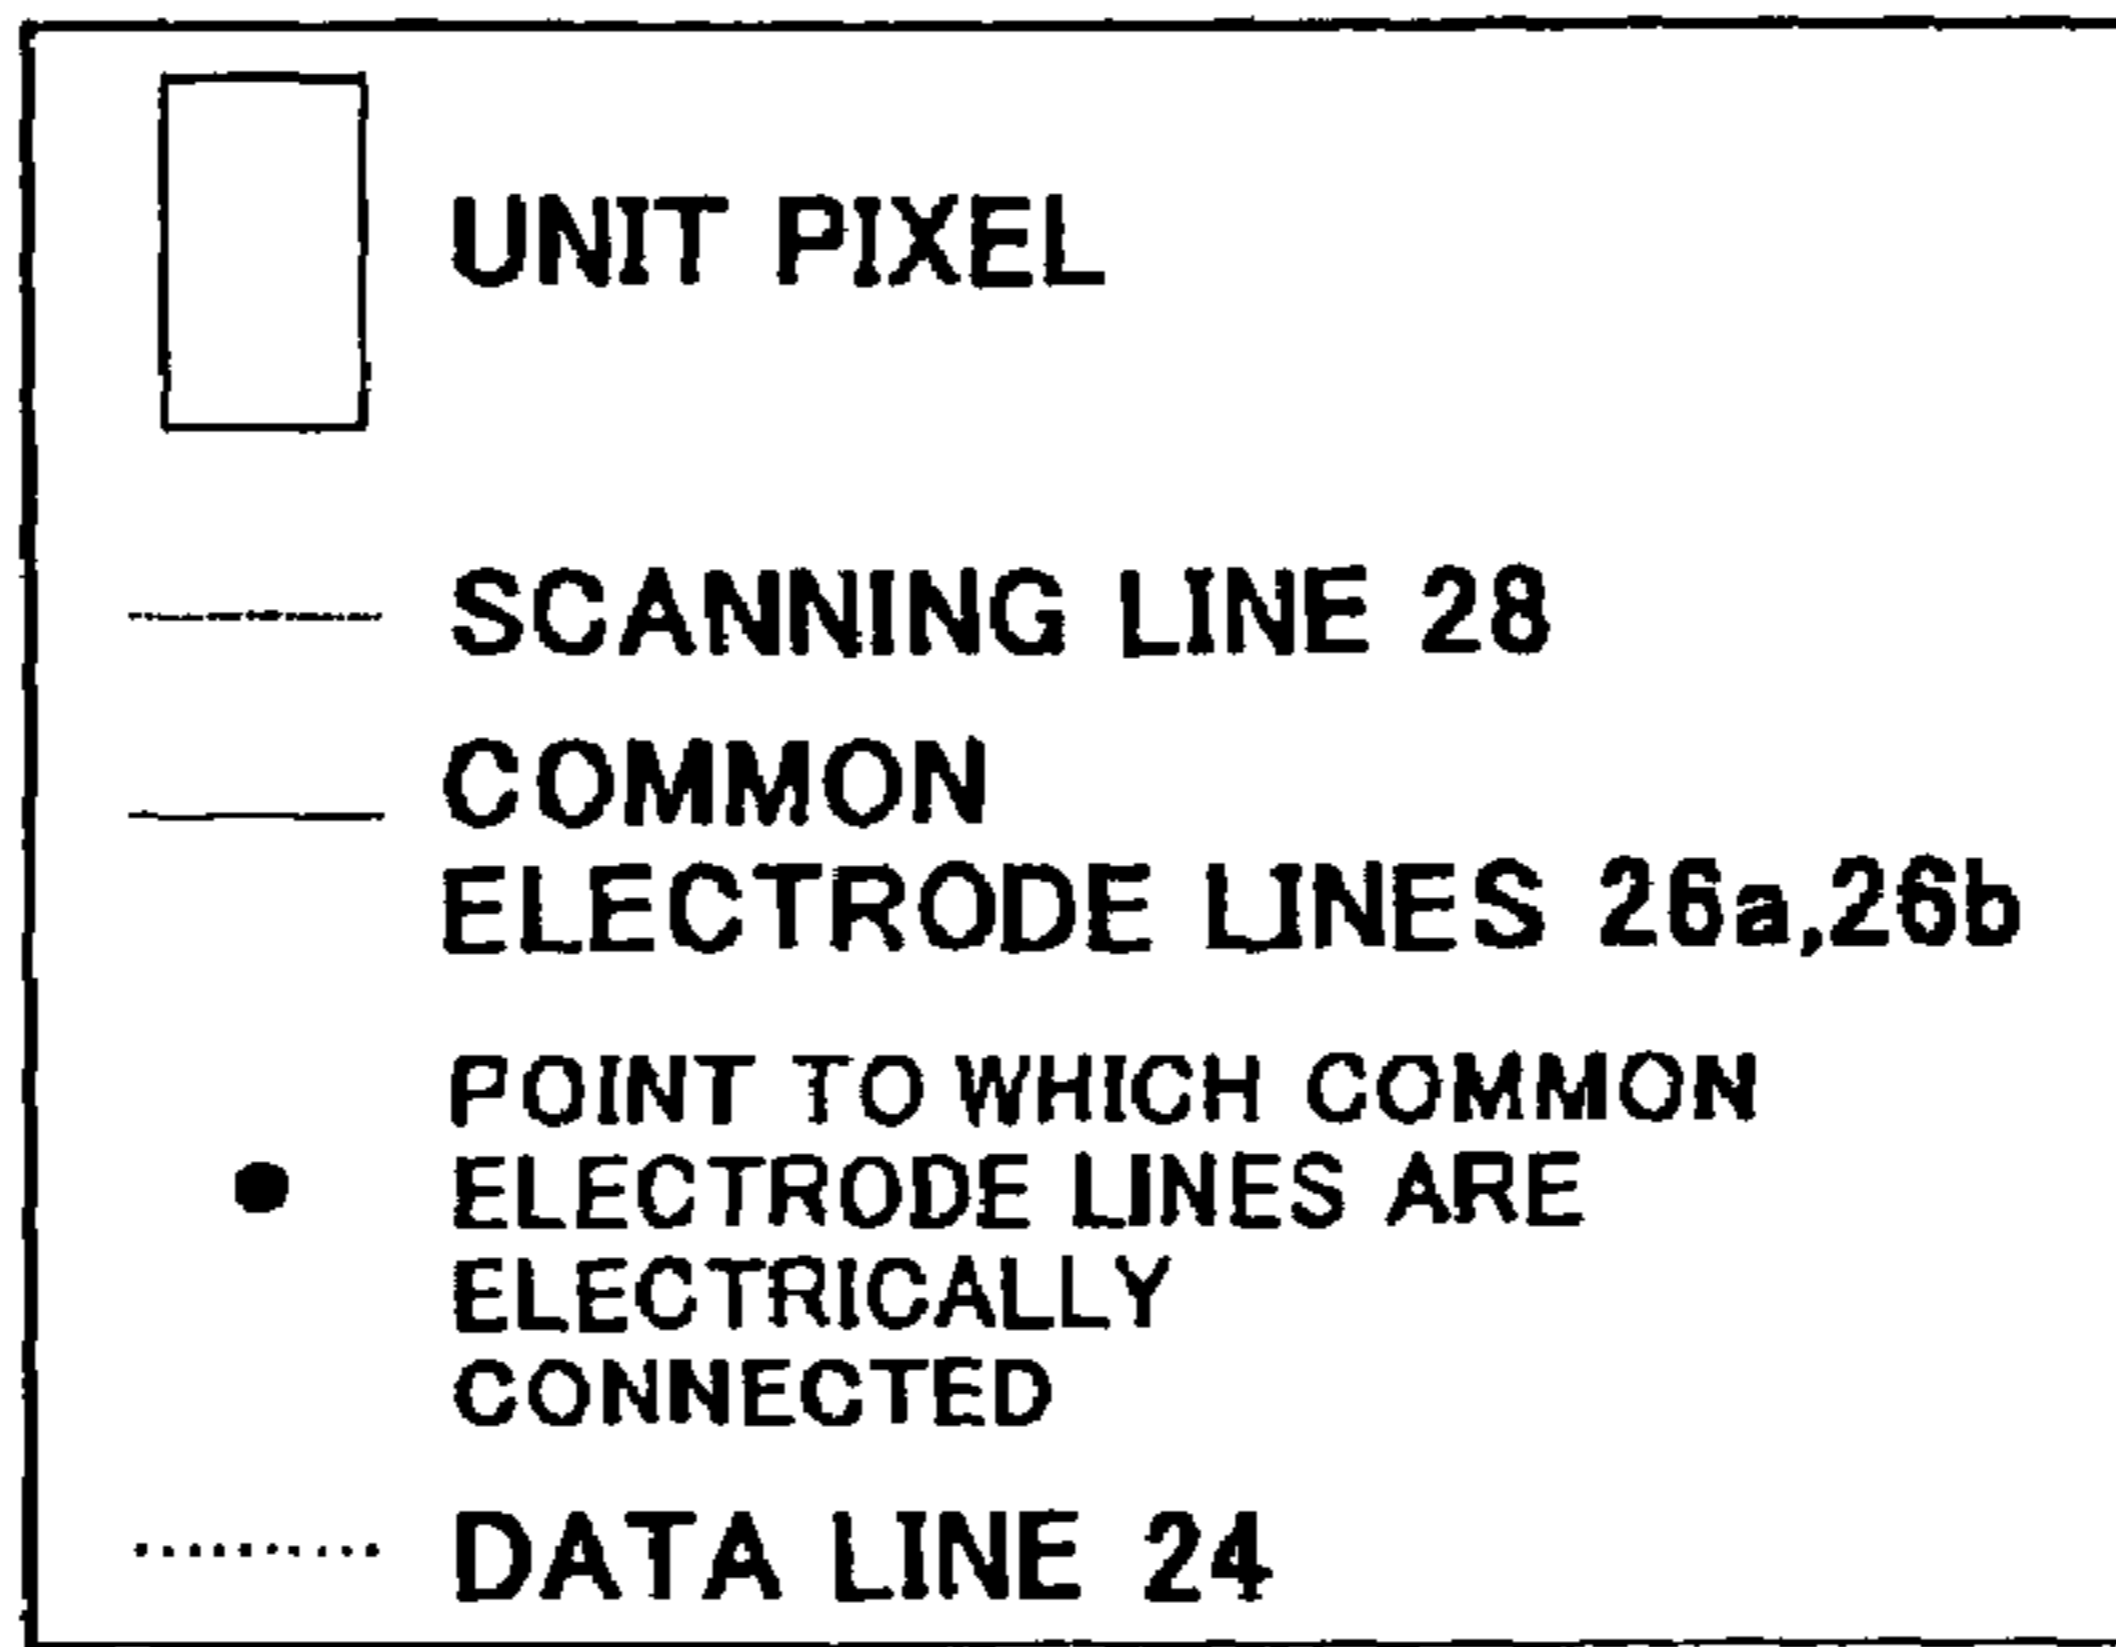 UNIT PIXEL
SCANNING LINE 28
COMMON
ELECTRODE LINES 26a,26b
POINT TO WHICH COMMON
ELECTRODE LINES ARE
ELECTRICALLY
CONNECTED
DATA LINE 24